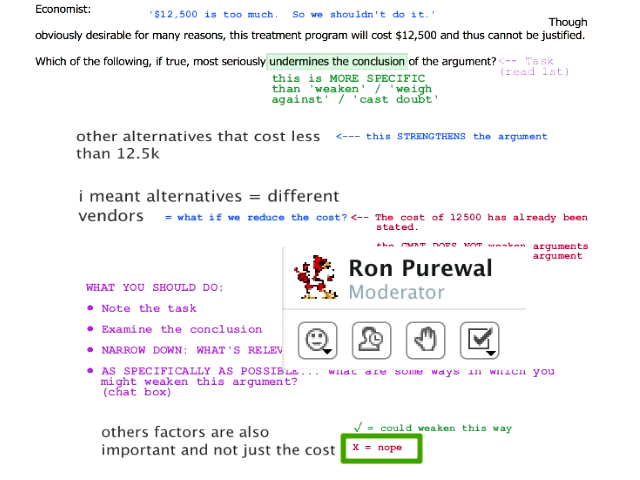 Economist:
'$12,500 is too much. So we shouldn't do it.'
Though
obviously desirable for many reasons, this treatment program will cost $12,500 and thus cannot be justified.
Which of the following, if true, most seriously undermines the conclusion of the argument? <-- Task
(read 1st)
this is MORE SPECIFIC
than 'weaken' / 'weigh
against' / 'cast doubt'
other alternatives that cost less <--- this STRENGTHENS the argument
than 12.5k
i meant alternatives = different
vendors = what if we reduce the cost? <-- The cost of 12500 has already been
stated.
the GMAT DOES NOT weaken arguments
argument
Ron Purewal
Moderator
WHAT YOU SHOULD DO:
• Note the task
• Examine the conclusion
• NARROW DOWN: WHAT'S RELEV
• AS SPECIFICALLY AS POSSIBLE... what are some ways in which you
might weaken this argument?
(chat box)
others factors are also
important and not just the cost
√ = could weaken this way
X = nope